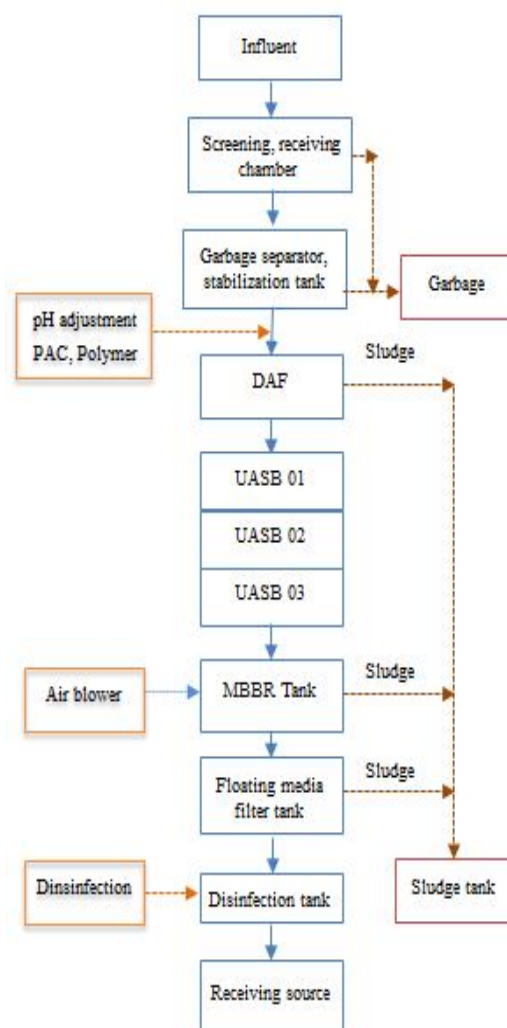 Influent
Screening, receiving
chamber
Garbage separator,
stabilization tank
Garbage
pH adjustment
PAC, Polymer
Sludge
DAF
UASB 01
UASB 02
UASB 03
Sludge
Air blower
MBBR Tank
Sludge
Floating media
filter tank
Dinsinfection
Disinfection tank
Sludge tank
Receiving source